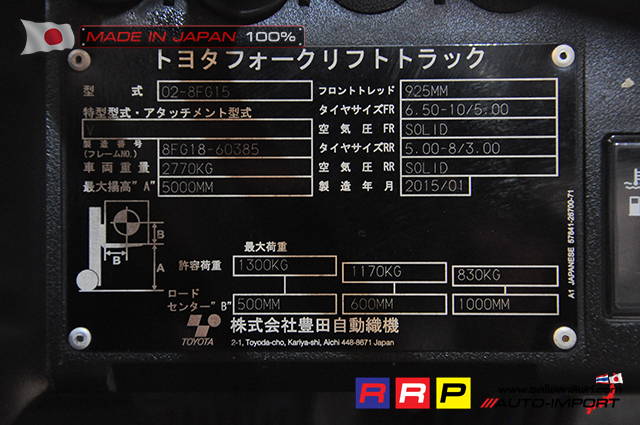 MADE IN JAPAN 100%
トヨタフォークリフトトラック
型 式 02-8FG15 フロントトレッド 925MM
特型型式・アタッチメント型式 タイヤサイズFR 6.50-10/5.00
V 空気圧FR SOLID
製造番号 (フレームNO.) 8FG18-60385 タイヤサイズRR 5.00-8/3.00
車両重量 2770KG 空気圧RR SOLID
最大揚高"A" 5000MM 製造年月 2015/01
B
B
A
最大荷重
許容荷重 1300KG 1170KG 830KG
ロード
センター"B" 500MM 600MM 1000MM
TOYOTA 株式会社豊田自動織機
2-1, Toyoda-cho, Kariya-shi, Aichi 448-8671 Japan
A1 JAPANESE 57641-26700-71
RRP
AUTO-IMPORT